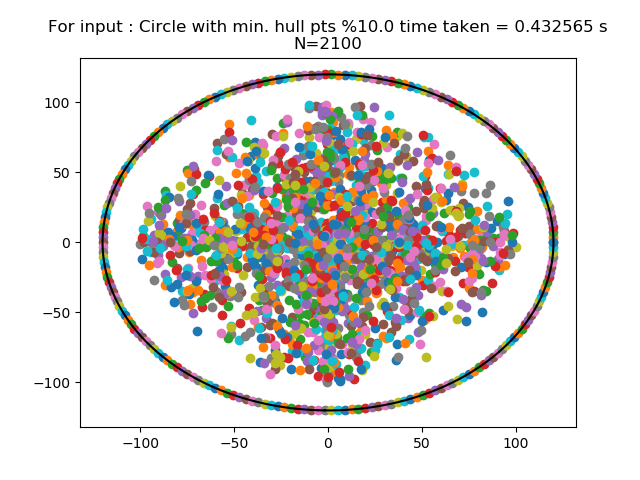 For input : Circle with min. hull pts %10.0 time taken = 0.432565 s
N=2100
100
50
0
−50
−100
−100 −50 0 50 100